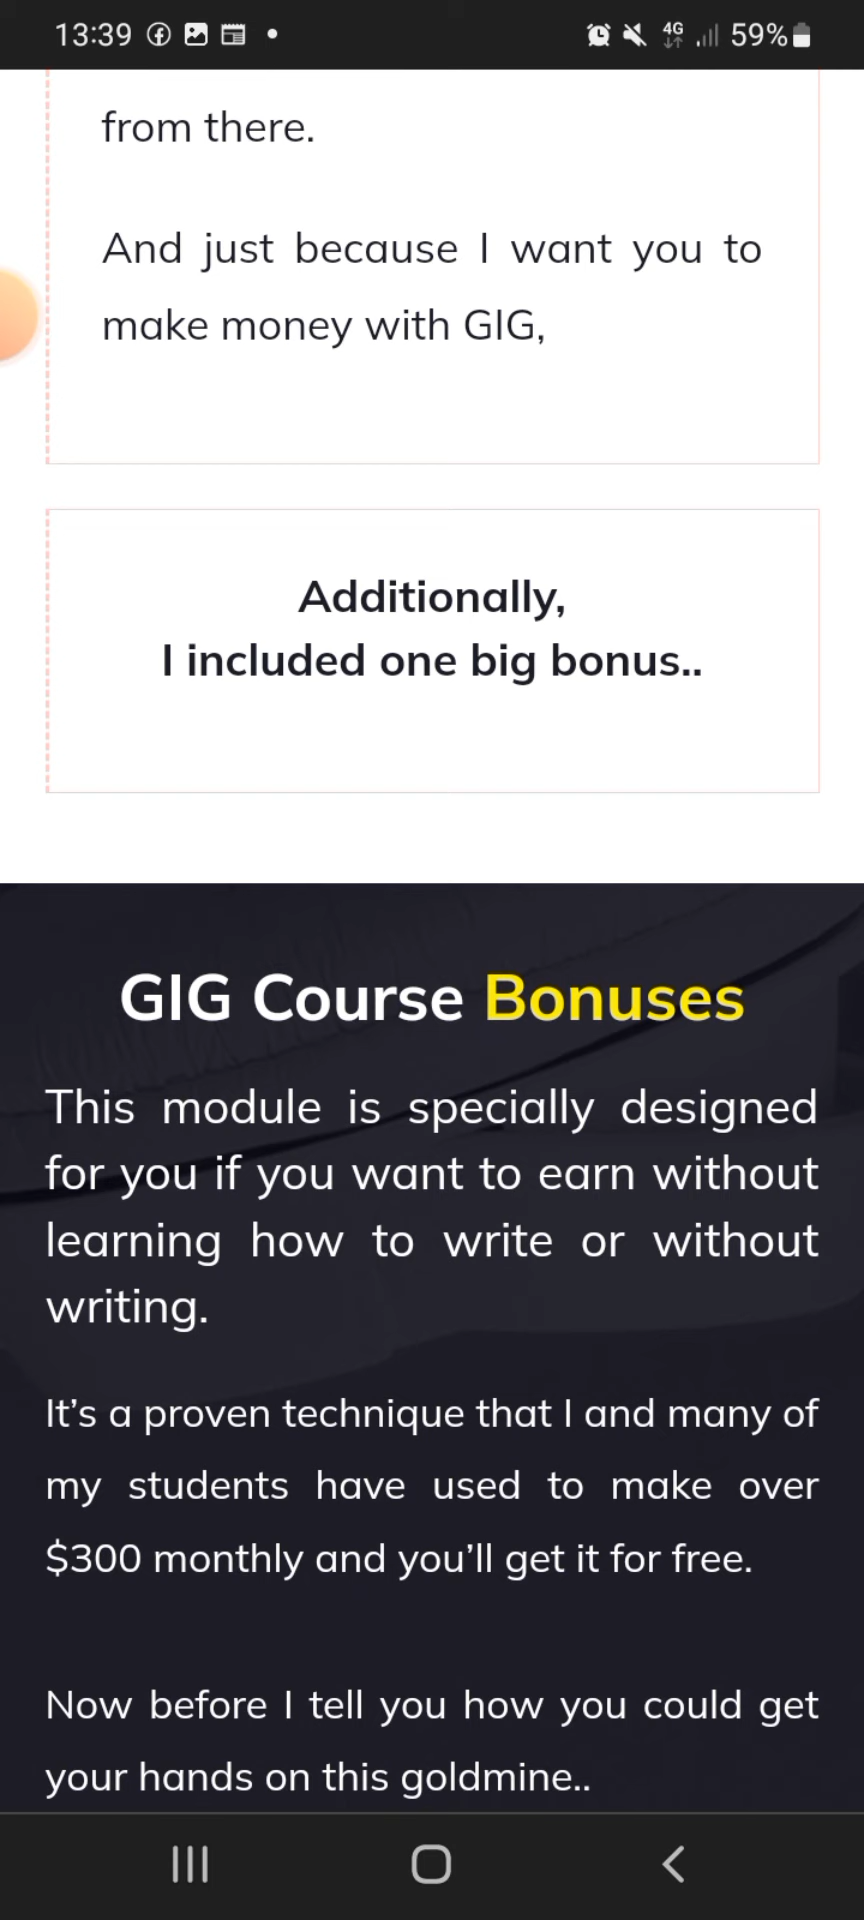 13:39
4G
59%
from there.
And just because I want you to
make money with GIG,
Additionally,
I included one big bonus..
GIG Course Bonuses
This module is specially designed
for you if you want to earn without
learning how to write or without
writing.
It’s a proven technique that I and many of
my students have used to make over
$300 monthly and you’ll get it for free.
Now before I tell you how you could get
your hands on this goldmine..